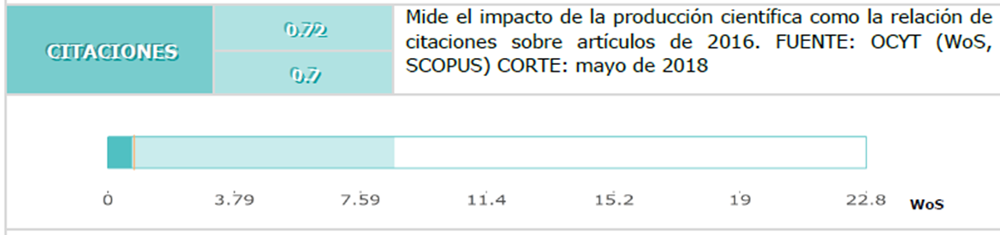 CITACIONES
0.72
0.7
Mide el impacto de la producción científica como la relación de
citaciones sobre artículos de 2016. FUENTE: OCYT (WoS,
SCOPUS) CORTE: mayo de 2018
0 3.79 7.59 11.4 15.2 19 22.8 WoS